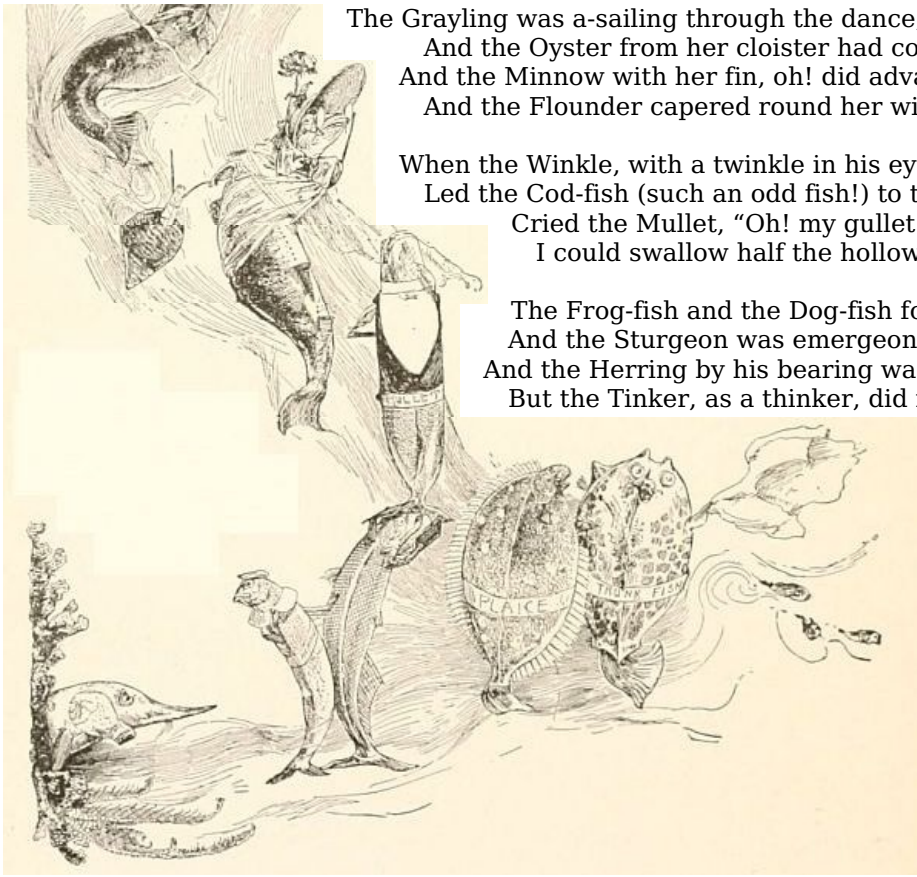 The Grayling was a-sailing through the dance
And the Oyster from her cloister had co
And the Minnow with her fin, oh! did adva
And the Flounder capered round her wi
When the Winkle, with a twinkle in his ey
Led the Cod-fish (such an odd fish!) to t
Cried the Mullet, “Oh! my gullet
I could swallow half the hollow
The Frog-fish and the Dog-fish fo
And the Sturgeon was emergeon
And the Herring by his bearing wa
But the Tinker, as a thinker, did
MULLET
PLAICE
MONK FISH